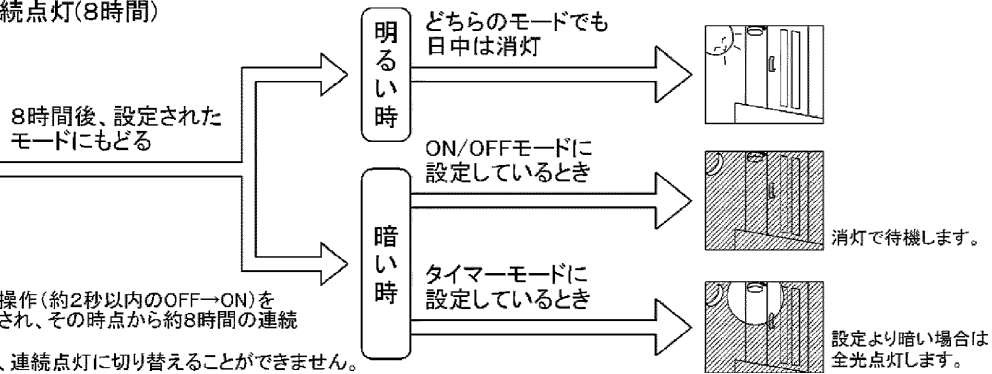 続点灯(8時間)
8時間後、設定された
モードにもどる
明るい時
どちらのモードでも
日中は消灯
暗い時
ON/OFFモードに
設定しているとき
消灯で待機します。
タイマーモードに
設定しているとき
設定より暗い場合は
全光点灯します。
操作(約2秒以内のOFF→ON)を
され、その時点から約8時間の連続
、連続点灯に切り替えることができません。